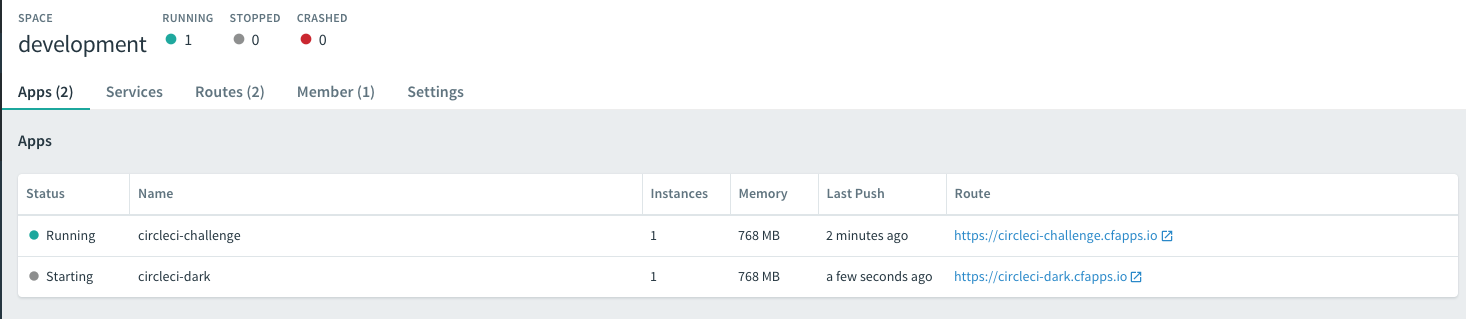 SPACE RUNNING STOPPED CRASHED
development 1 0 0
Apps (2) Services Routes (2) Member (1) Settings
Apps
Status Name Instances Memory Last Push Route
Running circleci-challenge 1 768 MB 2 minutes ago https://circleci-challenge.cfapps.io
Starting circleci-dark 1 768 MB a few seconds ago https://circleci-dark.cfapps.io